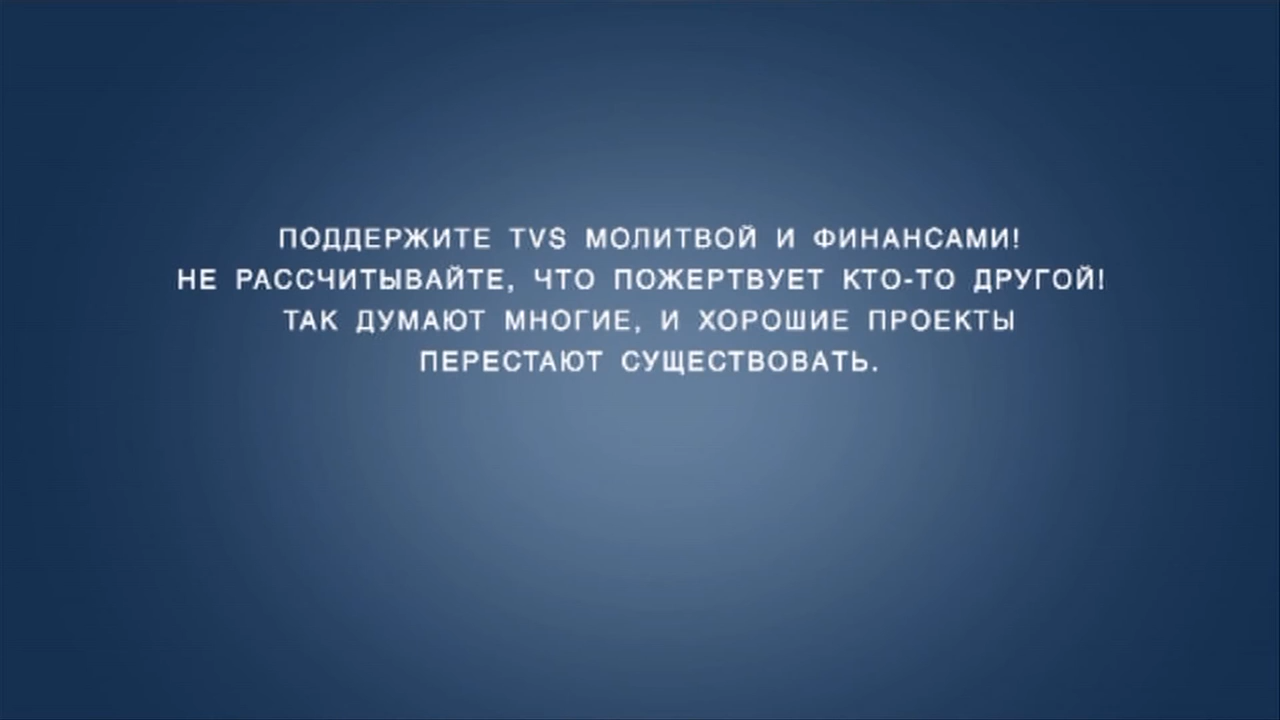 ПОДДЕРЖИТЕ TVS МОЛИТВОЙ И ФИНАНСАМИ!
НЕ РАССЧИТЫВАЙТЕ, ЧТО ПОЖЕРТВУЕТ КТО-ТО ДРУГОЙ!
ТАК ДУМАЮТ МНОГИЕ, И ХОРОШИЕ ПРОЕКТЫ
ПЕРЕСТАЮТ СУЩЕСТВОВАТЬ.